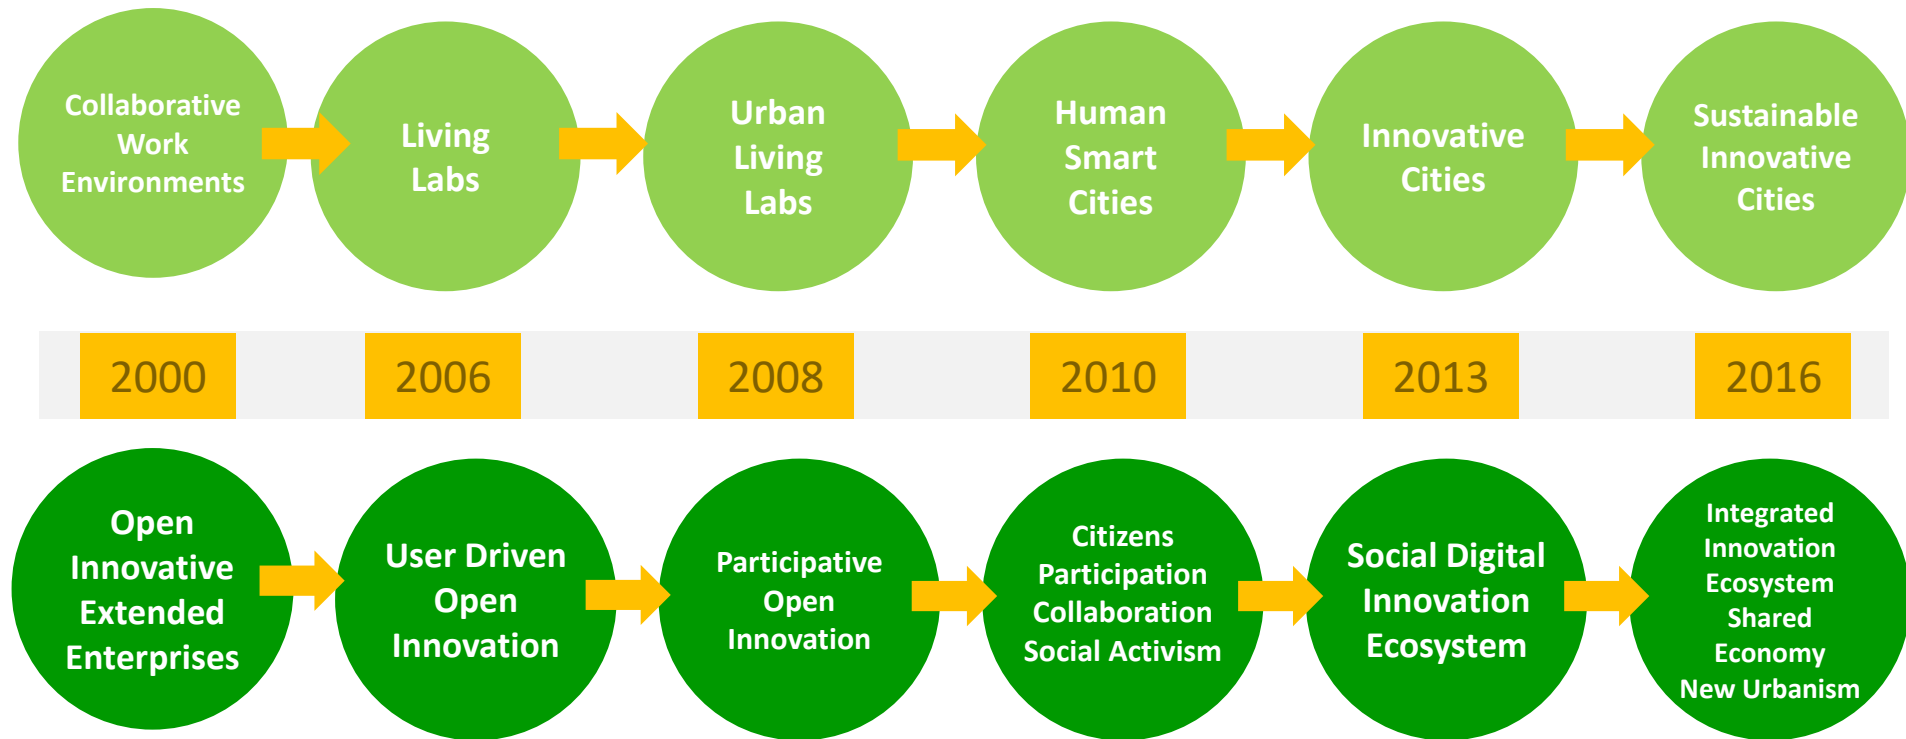 Collaborative
Work
Environments
Living
Labs
Urban
Living
Labs
Human
Smart
Cities
Innovative
Cities
Sustainable
Innovative
Cities
2000
2006
2008
2010
2013
2016
Open
Innovative
Extended
Enterprises
User Driven
Open
Innovation
Participative
Open
Innovation
Citizens
Participation
Collaboration
Social Activism
Social Digital
Innovation
Ecosystem
Integrated
Innovation
Ecosystem
Shared
Economy
New Urbanism